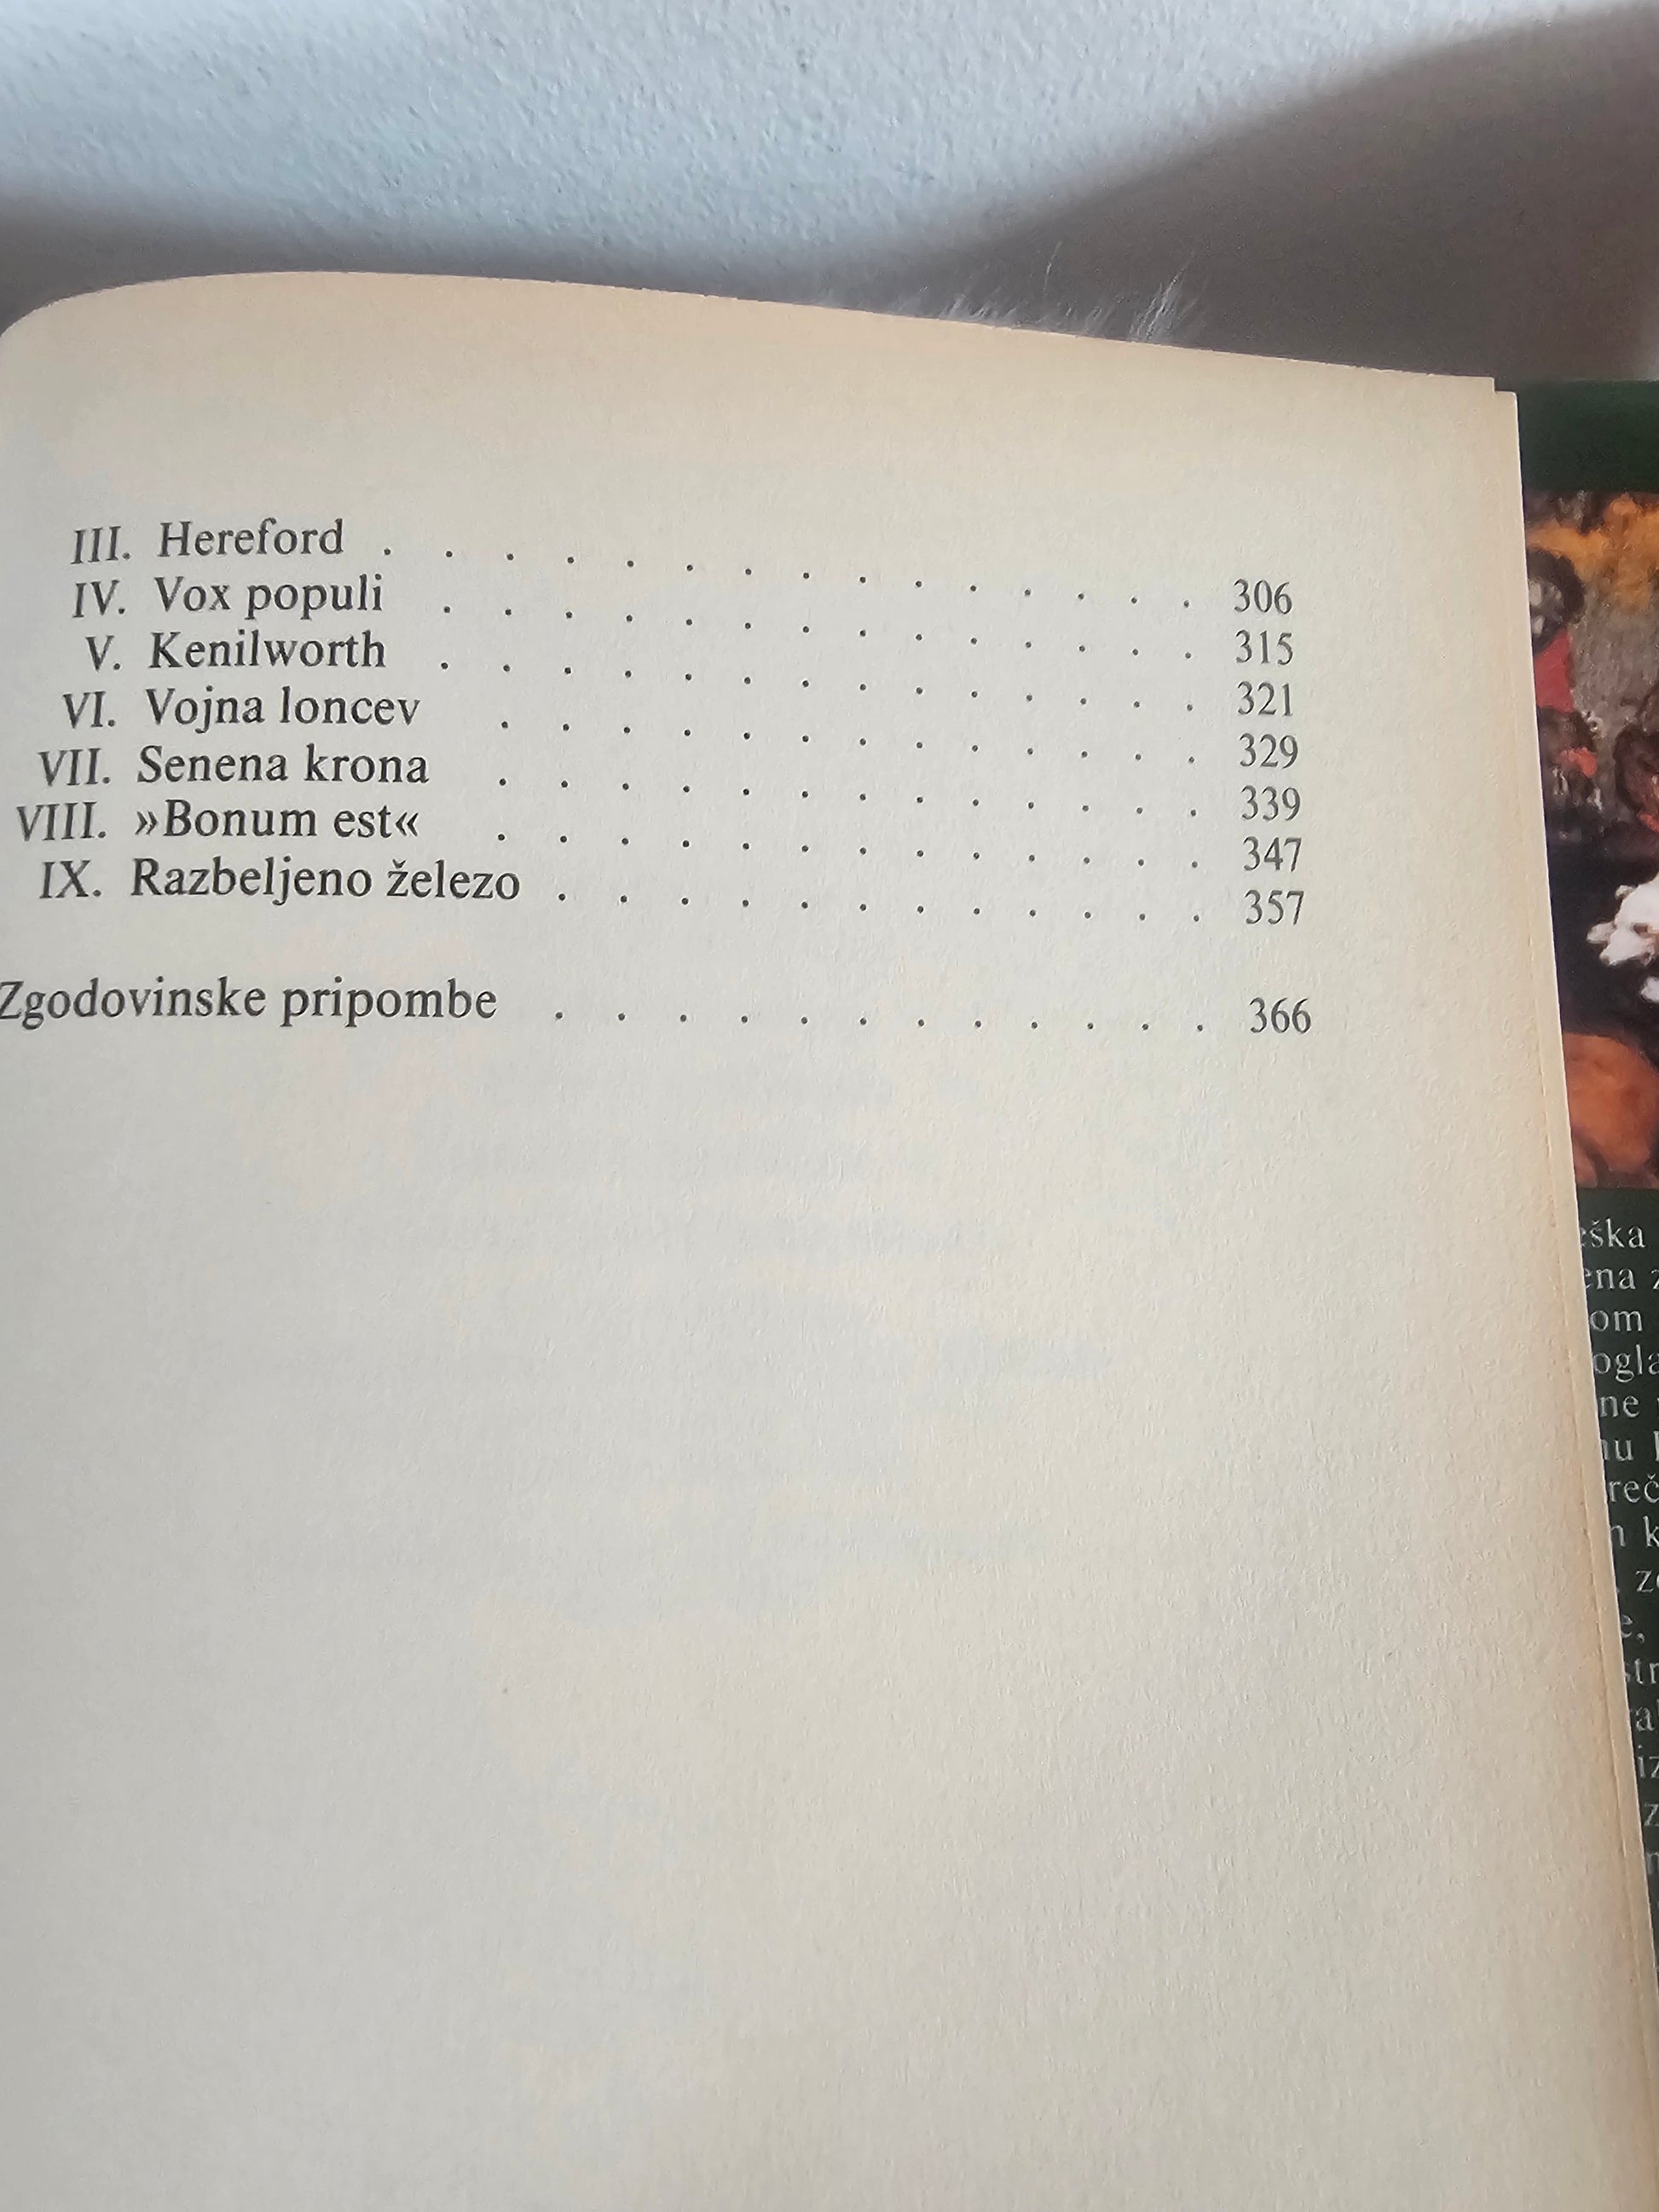 III. Hereford . . . . . . . . . . . . . . 306
IV. Vox populi . . . . . . . . . . . . . 315
V. Kenilworth . . . . . . . . . . . . . 321
VI. Vojna loncev . . . . . . . . . . . . 329
VII. Senena krona . . . . . . . . . . . . 339
VIII. »Bonum est« . . . . . . . . . . . . 347
IX. Razbeljeno železo . . . . . . . . . . . 357
Zgodovinske pripombe . . . . . . . . . . . 366